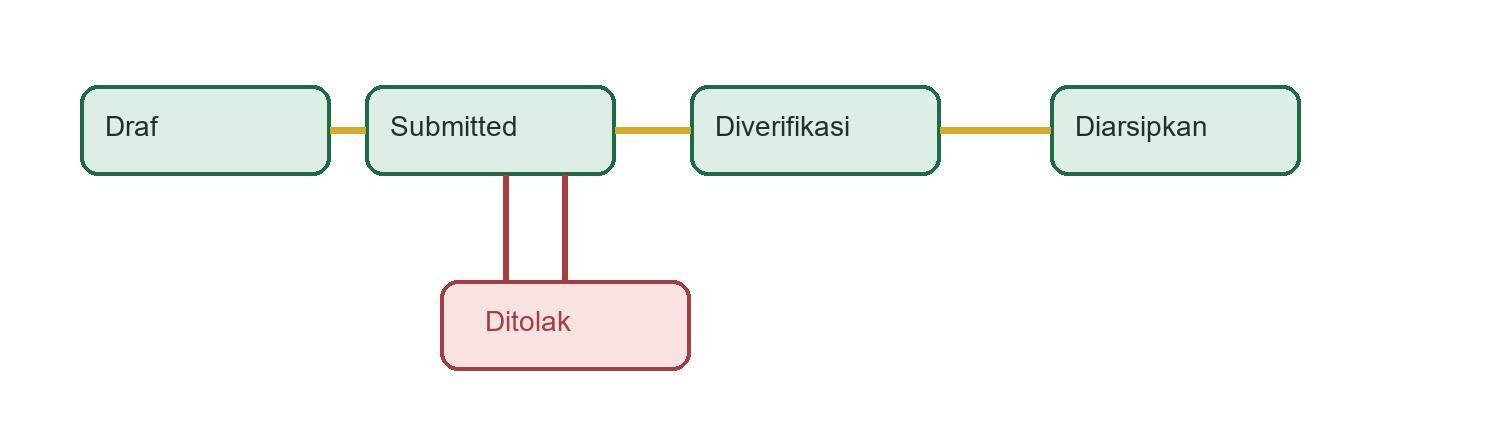 Draf
Submitted
Diverifikasi
Diarsipkan
Ditolak